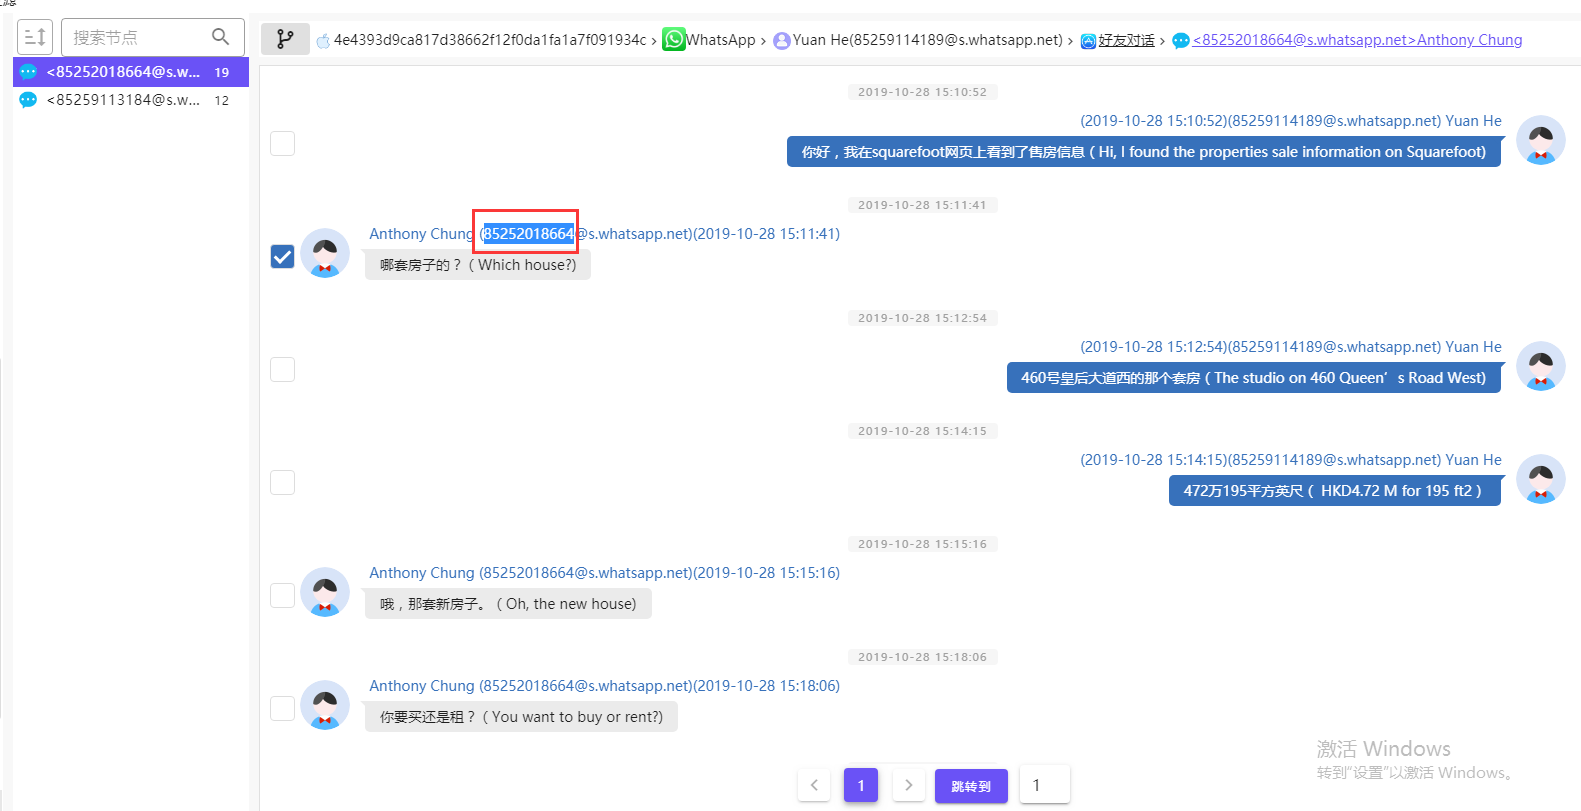 搜索节点
<85252018664@s.w... 19
<85259113184@s.w... 12
4e4393d9ca817d38662f12f0da1fa1a7f091934c › WhatsApp › Yuan He(85259114189@s.whatsapp.net) › 好友对话 › <85252018664@s.whatsapp.net>Anthony Chung
2019-10-28 15:10:52
(2019-10-28 15:10:52)(85259114189@s.whatsapp.net) Yuan He
你好，我在squarefoot网页上看到了售房信息（Hi, I found the properties sale information on Squarefoot)
2019-10-28 15:11:41
Anthony Chung (85252018664@s.whatsapp.net)(2019-10-28 15:11:41)
哪套房子的？（Which house?)
2019-10-28 15:12:54
(2019-10-28 15:12:54)(85259114189@s.whatsapp.net) Yuan He
460号皇后大道西的那个套房（The studio on 460 Queen’s Road West)
2019-10-28 15:14:15
(2019-10-28 15:14:15)(85259114189@s.whatsapp.net) Yuan He
472万195平方英尺（ HKD4.72 M for 195 ft2 ）
2019-10-28 15:15:16
Anthony Chung (85252018664@s.whatsapp.net)(2019-10-28 15:15:16)
哦，那套新房子。（Oh, the new house)
2019-10-28 15:18:06
Anthony Chung (85252018664@s.whatsapp.net)(2019-10-28 15:18:06)
你要买还是租？（You want to buy or rent?)
激活 Windows
转到“设置”以激活 Windows。
‹ 1 › 跳转到 1